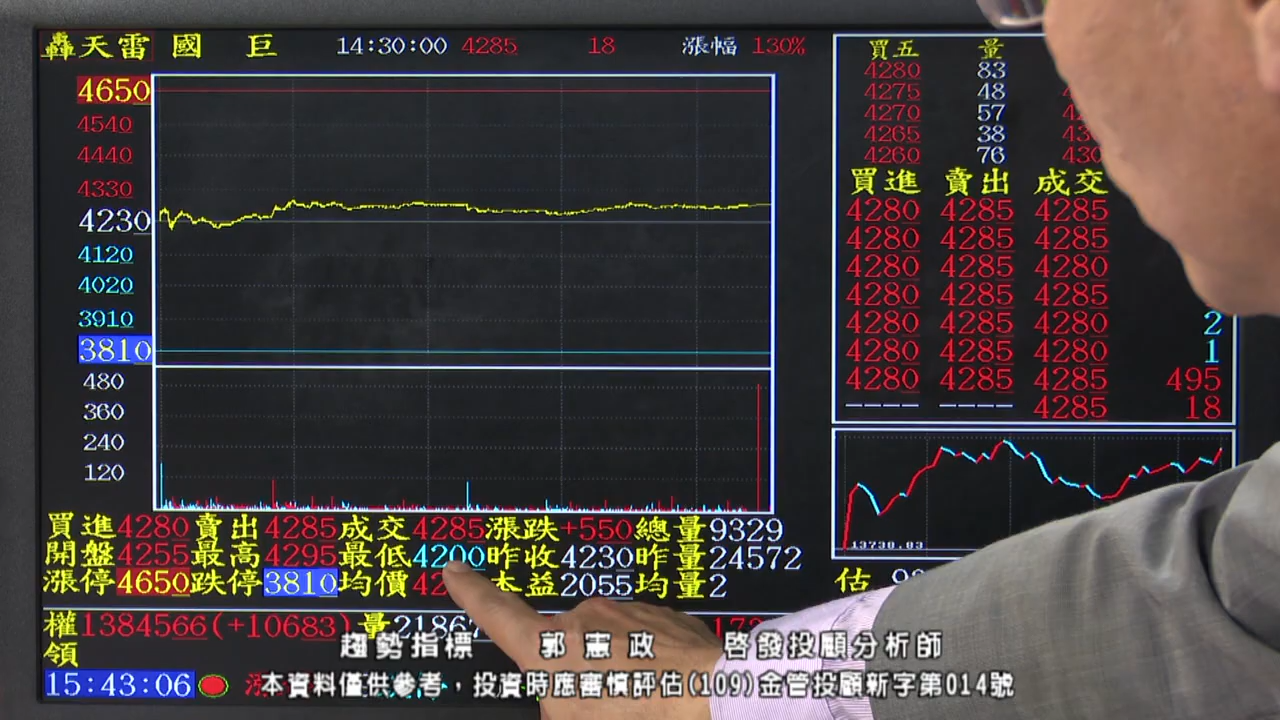 轟天雷 國 巨 14:30:00 4285 18 漲幅 130%
4650
4540
4440
4330
4230
4120
4020
3910
3810
480
360
240
120
買五 量
4280 83
4275 48
4270 57
4265 38
4260 76
買進 賣出 成交
4280 4285 4285
4280 4285 4285
4280 4285 4280
4280 4285 4285
4280 4285 4280 2
4280 4285 4280 1
4280 4285 4285 495
---- ---- 4285 18
13730.83
買進4280賣出4285成交4285漲跌+550總量9329
開盤4255最高4295最低4200昨收4230昨量24572
漲停4650跌停3810均價42 本益2055均量2
估
權1384566(+10683) 量21867
領
趨勢指標 郭憲政 啓發投顧分析師
15:43:06
本資料僅供參考，投資時應審慎評估(109)金管投顧新字第014號